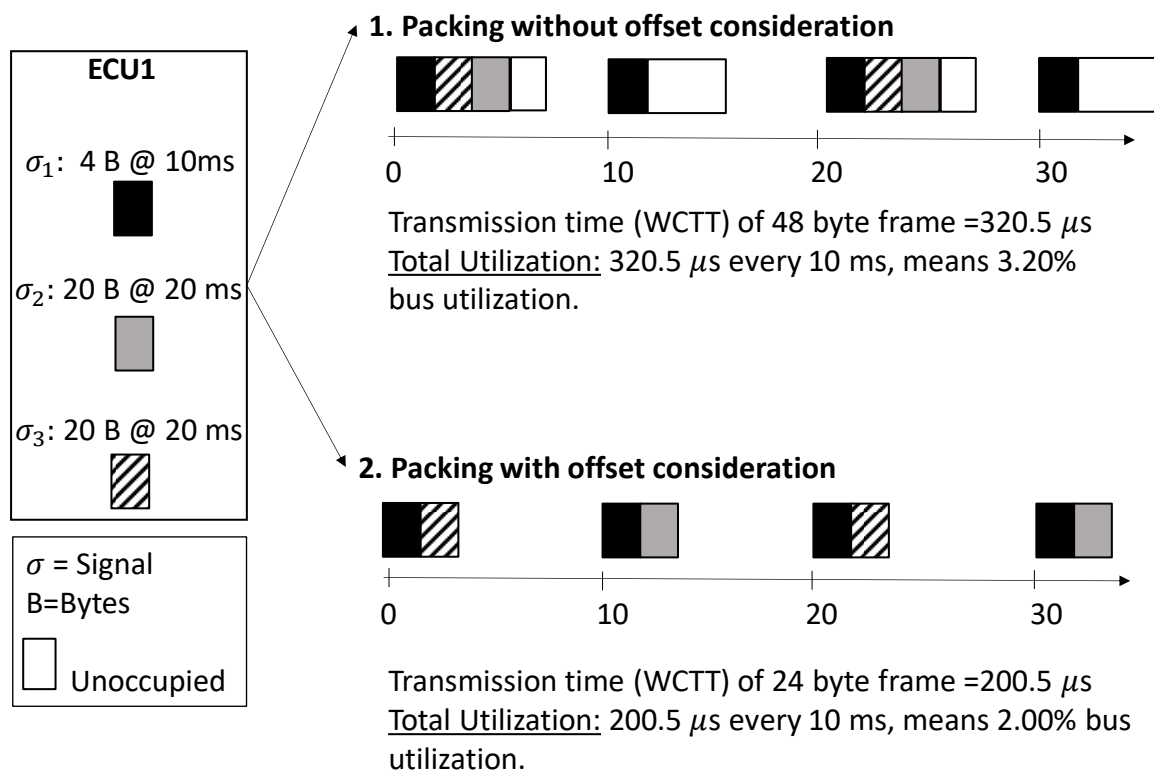 ECU1
σ₁: 4 B @ 10ms
σ₂: 20 B @ 20 ms
σ₃: 20 B @ 20 ms
σ = Signal
B=Bytes
Unoccupied
1. Packing without offset consideration
0 10 20 30
Transmission time (WCTT) of 48 byte frame =320.5 μs
Total Utilization: 320.5 μs every 10 ms, means 3.20%
bus utilization.
2. Packing with offset consideration
0 10 20 30
Transmission time (WCTT) of 24 byte frame =200.5 μs
Total Utilization: 200.5 μs every 10 ms, means 2.00% bus
utilization.